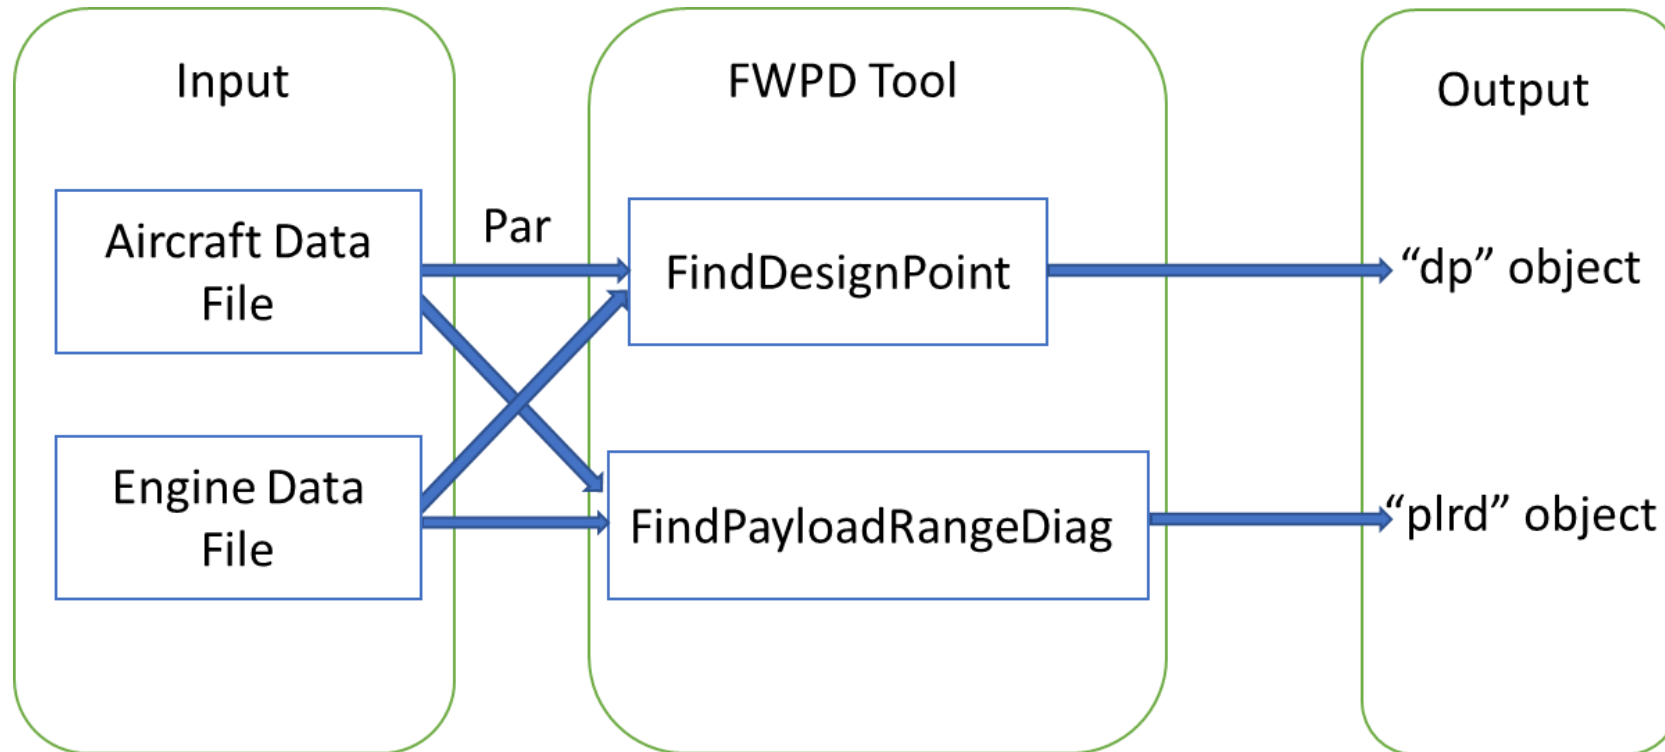 Input
FWPD Tool
Output
Aircraft Data
File
Par
FindDesignPoint
“dp” object
Engine Data
File
FindPayloadRangeDiag
“plrd” object